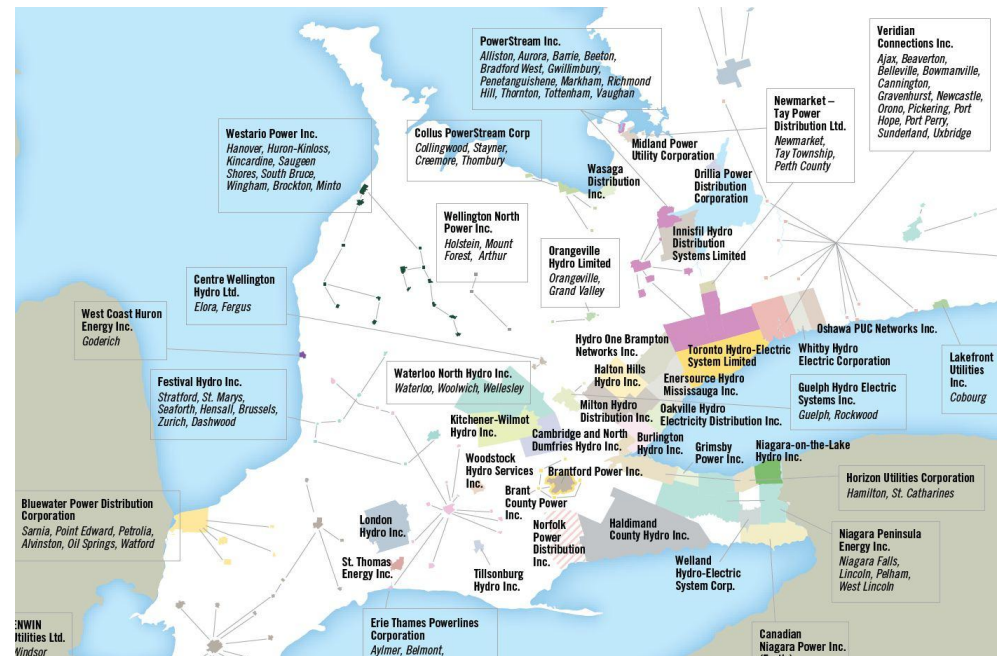 PowerStream Inc.
Alliston, Aurora, Barrie, Beeton,
Bradford West, Gwillimbury,
Penetanguishene, Markham, Richmond
Hill, Thornton, Tottenham, Vaughan
Veridian
Connections Inc.
Ajax, Beaverton,
Belleville, Bowmanville,
Cannington,
Gravenhurst, Newcastle,
Orono, Pickering, Port
Hope, Port Perry,
Sunderland, Uxbridge
Newmarket –
Tay Power
Distribution Ltd.
Newmarket,
Tay Township,
Perth County
Westario Power Inc.
Hanover, Huron-Kinloss,
Kincardine, Saugeen
Shores, South Bruce,
Wingham, Brockton, Minto
Collus PowerStream Corp
Collingwood, Stayner,
Creemore, Thornbury
Midland Power
Utility Corporation
Wasaga
Distribution
Inc.
Orillia Power
Distribution
Corporation
Wellington North
Power Inc.
Holstein, Mount
Forest, Arthur
Innisfil Hydro
Distribution
Systems Limited
Orangeville
Hydro Limited
Orangeville,
Grand Valley
Centre Wellington
Hydro Ltd.
Elora, Fergus
West Coast Huron
Energy Inc.
Goderich
Oshawa PUC Networks Inc.
Hydro One Brampton
Networks Inc.
Toronto Hydro-Electric
System Limited
Whitby Hydro
Electric Corporation
Lakefront
Utilities
Inc.
Cobourg
Festival Hydro Inc.
Stratford, St. Marys,
Seaforth, Hensall, Brussels,
Zurich, Dashwood
Waterloo North Hydro Inc.
Waterloo, Woolwich, Wellesley
Halton Hills
Hydro Inc.
Enersource Hydro
Mississauga Inc.
Guelph Hydro Electric
Systems Inc.
Guelph, Rockwood
Milton Hydro
Distribution Inc.
Oakville Hydro
Electricity Distribution Inc.
Kitchener-Wilmot
Hydro Inc.
Cambridge and North
Dumfries Hydro Inc.
Burlington
Hydro Inc.
Grimsby
Power Inc.
Niagara-on-the-Lake
Hydro Inc.
Woodstock
Hydro Services
Inc.
Brantford Power Inc.
Horizon Utilities Corporation
Hamilton, St. Catharines
Bluewater Power Distribution
Corporation
Sarnia, Point Edward, Petrolia,
Alvinston, Oil Springs, Watford
Brant
County Power
Inc.
London
Hydro Inc.
Norfolk
Power
Distribution
Inc.
Haldimand
County Hydro Inc.
Niagara Peninsula
Energy Inc.
Niagara Falls,
Lincoln, Pelham,
West Lincoln
St. Thomas
Energy Inc.
Tillsonburg
Hydro Inc.
Welland
Hydro-Electric
System Corp.
ENWIN
Utilities Ltd.
Windsor
Erie Thames Powerlines
Corporation
Aylmer, Belmont,
Canadian
Niagara Power Inc.